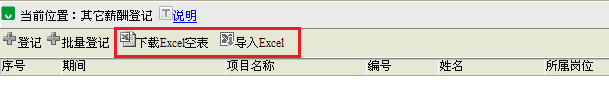 当前位置：其它薪酬登记 T说明
登记 批量登记 下载Excel空表 导入Excel
序号 期间 项目名称 编号 姓名 所属岗位